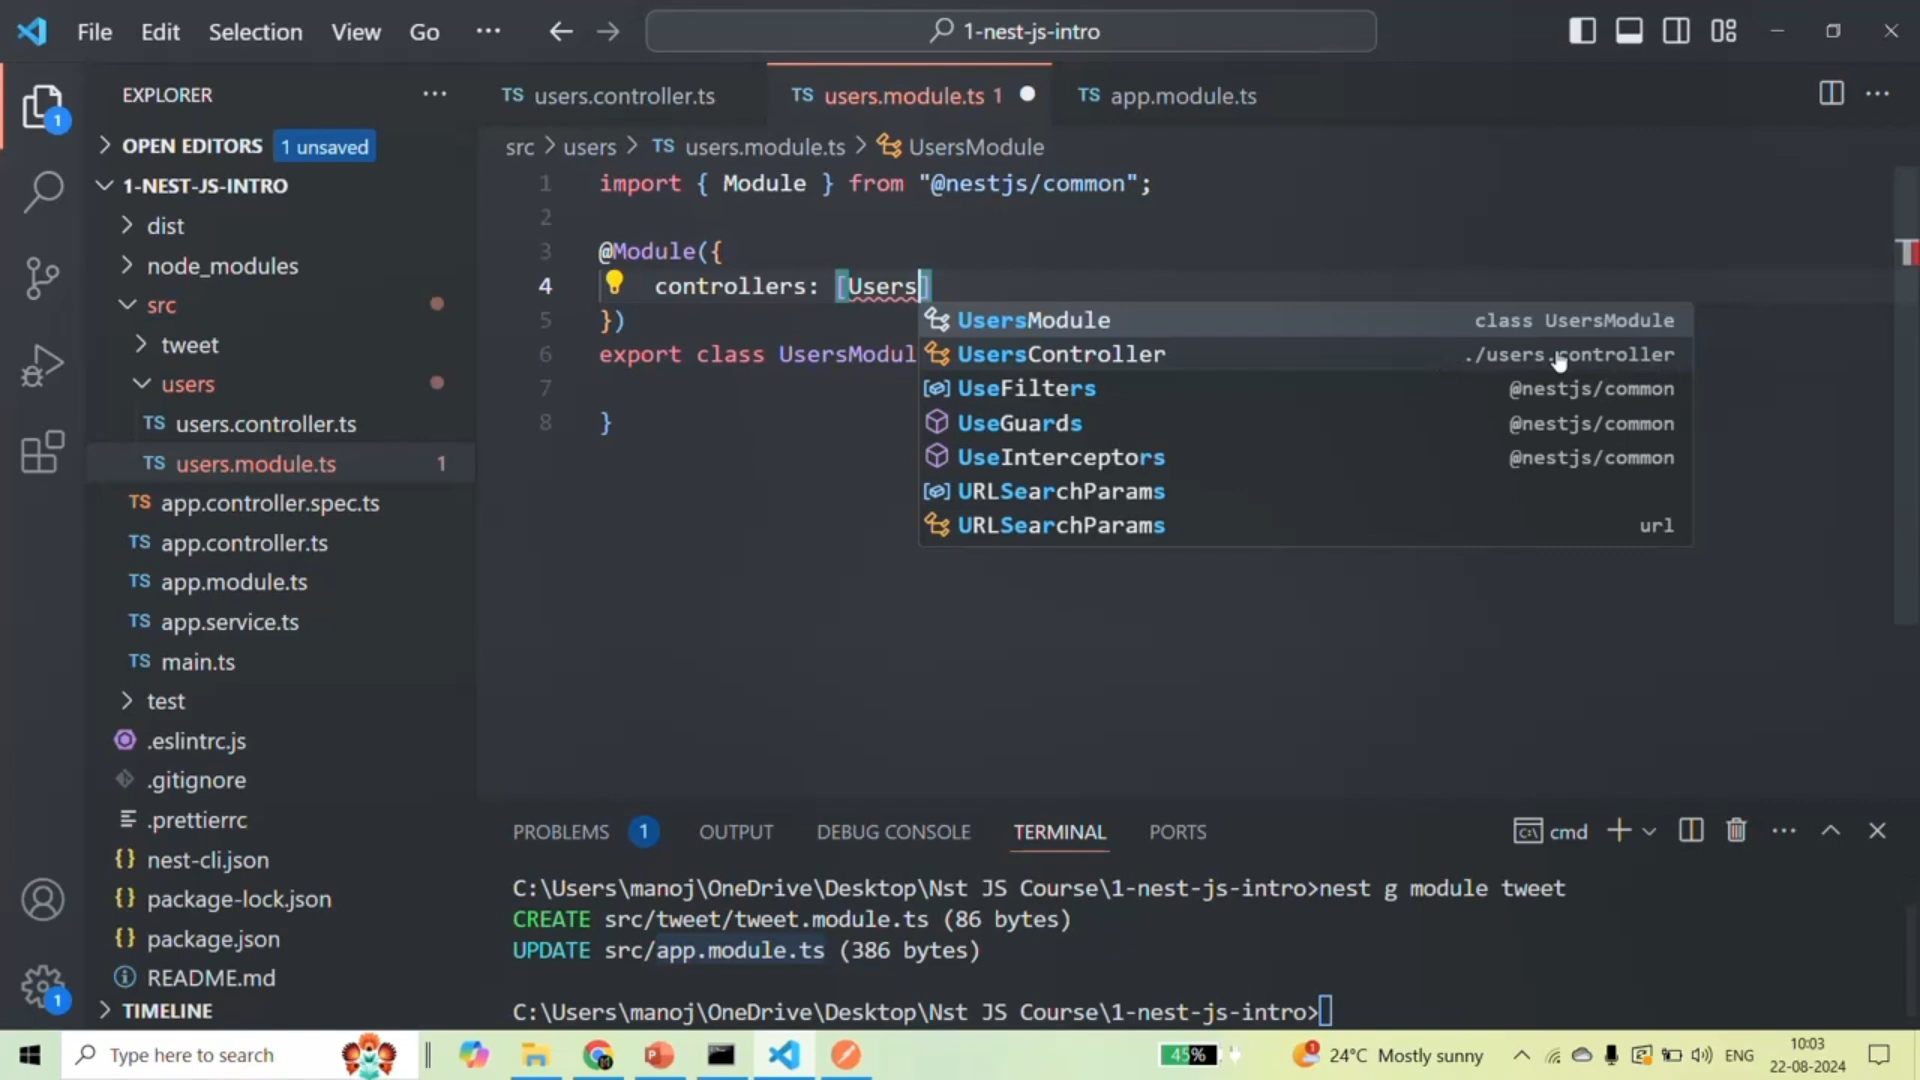 File Edit Selection View Go ··· 1-nest-js-intro
EXPLORER ···
OPEN EDITORS 1 unsaved
1-NEST-JS-INTRO
dist
node_modules
src
tweet
users
TS users.controller.ts
TS users.module.ts 1
TS app.controller.spec.ts
TS app.controller.ts
TS app.module.ts
TS app.service.ts
TS main.ts
test
.eslintrc.js
.gitignore
.prettierrc
{} nest-cli.json
{} package-lock.json
{} package.json
README.md
TIMELINE
1
1
TS users.controller.ts TS users.module.ts 1 TS app.module.ts
src > users > TS users.module.ts > UsersModule
1 import { Module } from "@nestjs/common";
2
3 @Module({
4 controllers: [Users]
5 })
6 export class UsersModul
7
8 }
UsersModule class UsersModule
UsersController ./users.controller
UseFilters @nestjs/common
UseGuards @nestjs/common
UseInterceptors @nestjs/common
URLSearchParams
URLSearchParams url
PROBLEMS 1 OUTPUT DEBUG CONSOLE TERMINAL PORTS cmd
C:\Users\manoj\OneDrive\Desktop\Nst JS Course\1-nest-js-intro>nest g module tweet
CREATE src/tweet/tweet.module.ts (86 bytes)
UPDATE src/app.module.ts (386 bytes)
C:\Users\manoj\OneDrive\Desktop\Nst JS Course\1-nest-js-intro>
Type here to search 45% 1 24°C Mostly sunny ENG 10:03
22-08-2024